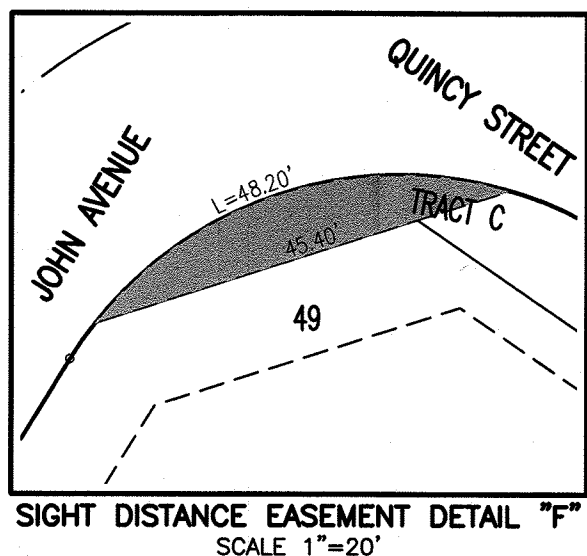 QUINCY STREET
JOHN AVENUE
L=48.20'
TRACT C
45.40'
49
SIGHT DISTANCE EASEMENT DETAIL "F"
SCALE 1"=20'